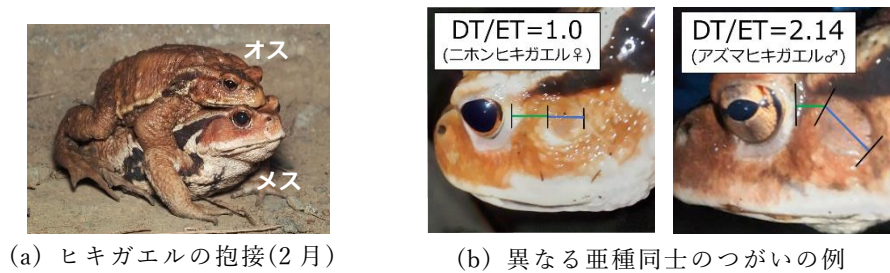 オス
メス
(a) ヒキガエルの抱接(2月)
DT/ET=1.0
(ニホンヒキガエル♀)
DT/ET=2.14
(アズマヒキガエル♂)
(b) 異なる亜種同士のつがいの例